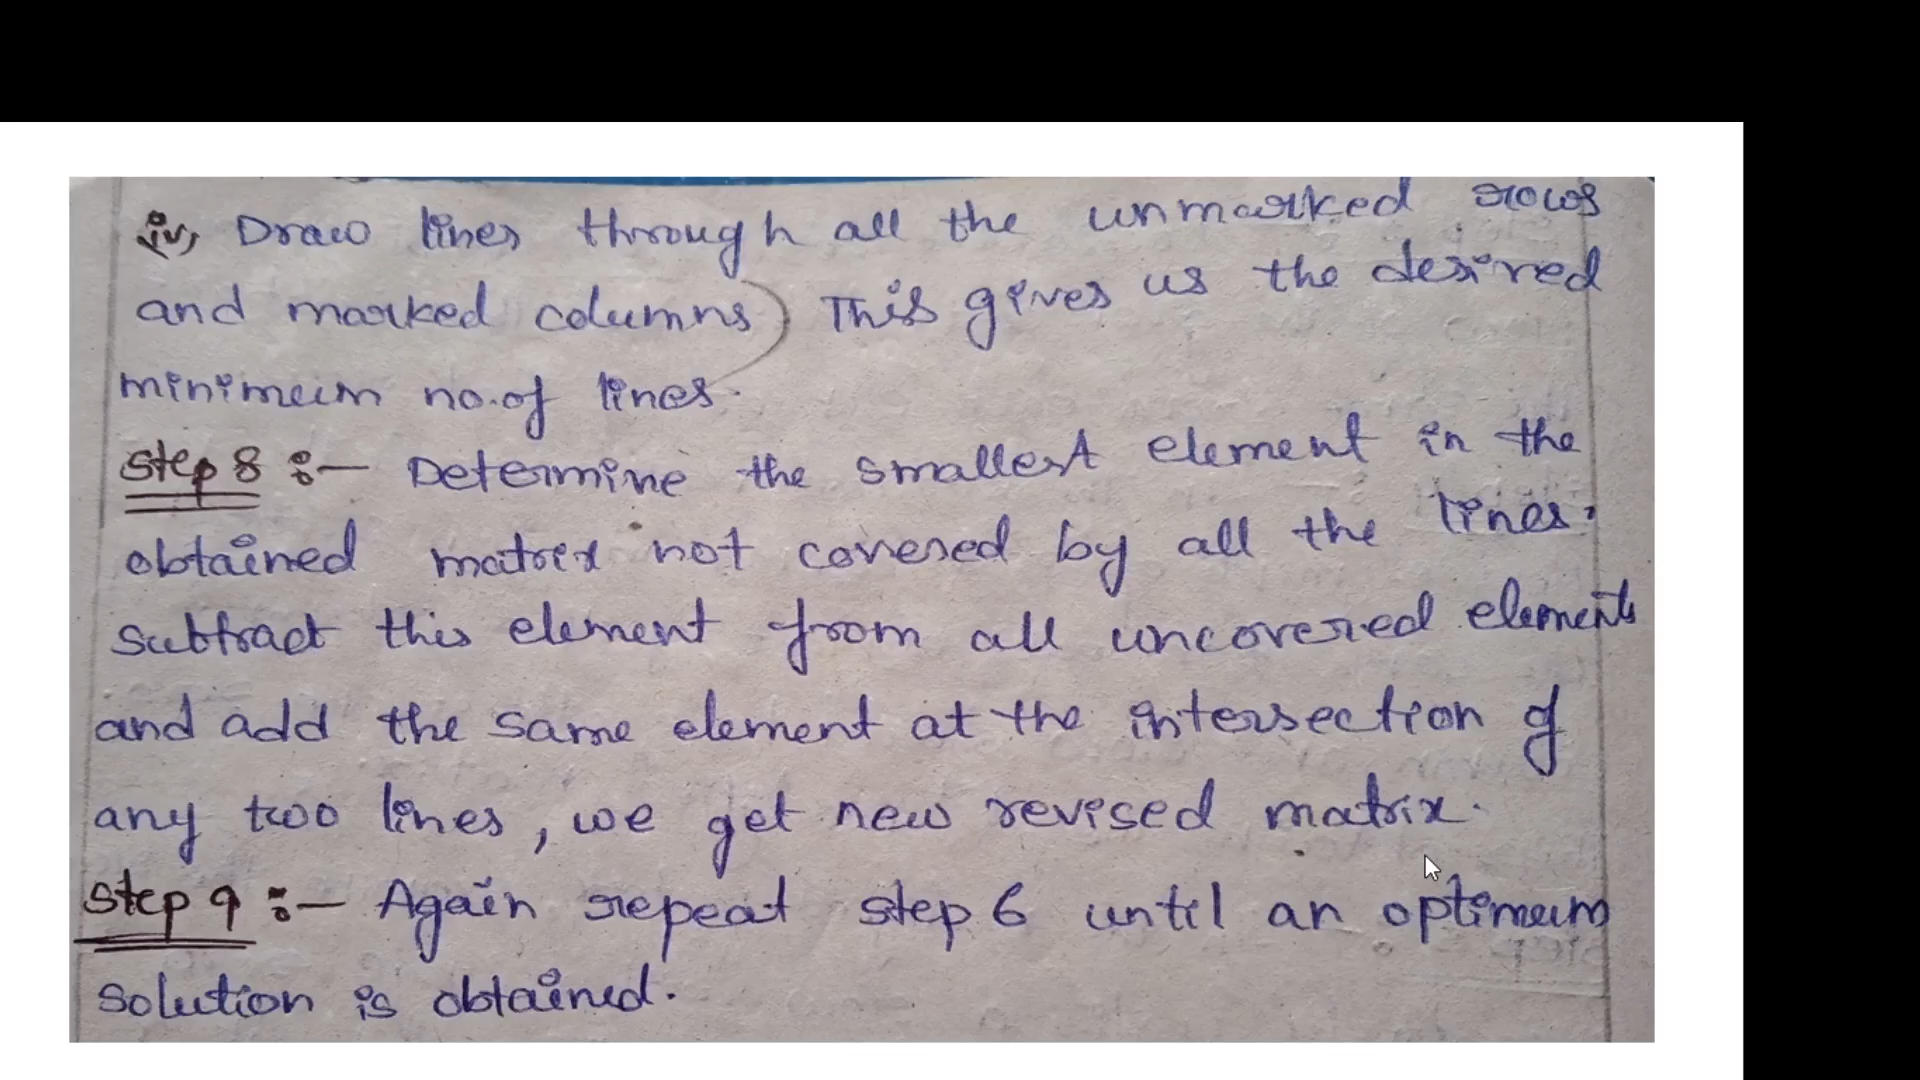 (iv) Draw lines through all the unmarked rows
and marked columns) This gives us the desired
minimum no.of lines.
Step 8 :- Determine the smallest element in the
obtained matrix not covered by all the lines.
Subtract this element from all uncovered elements
and add the same element at the intersection of
any two lines, we get new revised matrix.
Step 9 :- Again repeat step 6 until an optimum
solution is obtained.